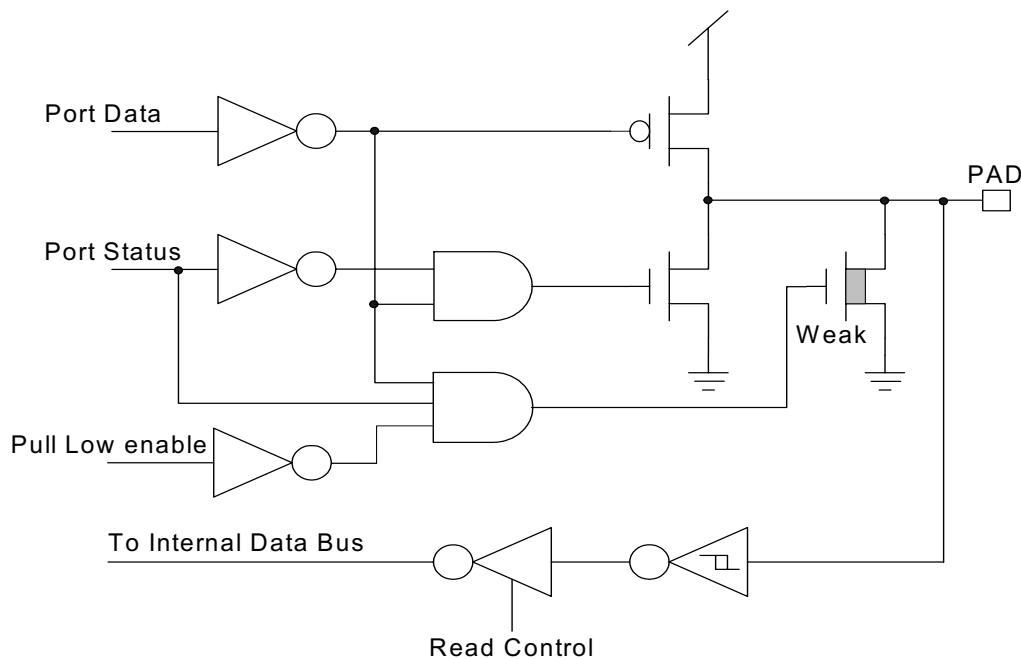 Port Data
PAD
Port Status
Weak
Pull Low enable
To Internal Data Bus
Read Control